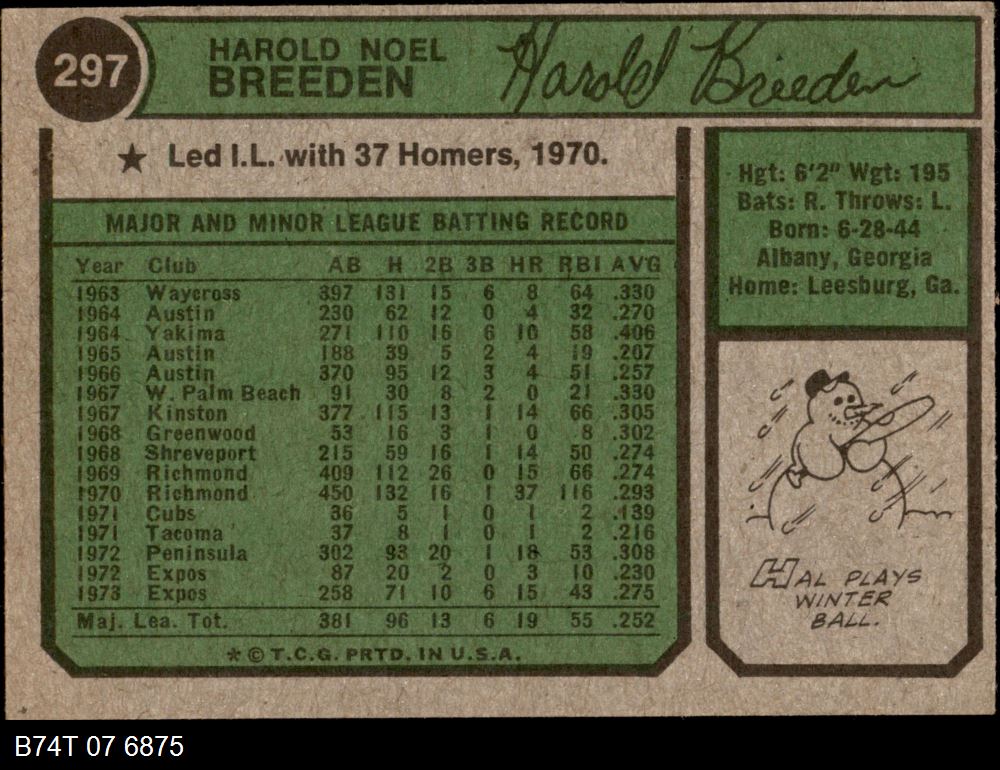 297
HAROLD NOEL
BREEDEN
Harold Breeden
★ Led I.L. with 37 Homers, 1970.
MAJOR AND MINOR LEAGUE BATTING RECORD
Year Club AB H 2B 3B HR RBI AVG
1963 Waycross 397 131 15 6 8 64 .330
1964 Austin 230 62 12 0 4 32 .270
1964 Yakima 271 110 16 6 10 58 .406
1965 Austin 188 39 5 2 4 19 .207
1966 Austin 370 95 12 3 4 51 .257
1967 W. Palm Beach 91 30 8 2 0 21 .330
1967 Kinston 377 115 13 1 14 66 .305
1968 Greenwood 53 16 3 1 0 8 .302
1968 Shreveport 215 59 16 1 14 50 .274
1969 Richmond 409 112 26 0 15 66 .274
1970 Richmond 450 132 16 1 37 116 .293
1971 Cubs 36 5 1 0 1 2 .139
1971 Tacoma 37 8 1 0 1 2 .216
1972 Peninsula 302 93 20 1 18 53 .308
1972 Expos 87 20 2 0 3 10 .230
1973 Expos 258 71 10 6 15 43 .275
Maj. Lea. Tot. 381 96 13 6 19 55 .252
* © T.C.G. PRTD. IN U.S.A.
Hgt: 6'2" Wgt: 195
Bats: R. Throws: L.
Born: 6-28-44
Albany, Georgia
Home: Leesburg, Ga.
HAL PLAYS
WINTER
BALL.
B74T 07 6875